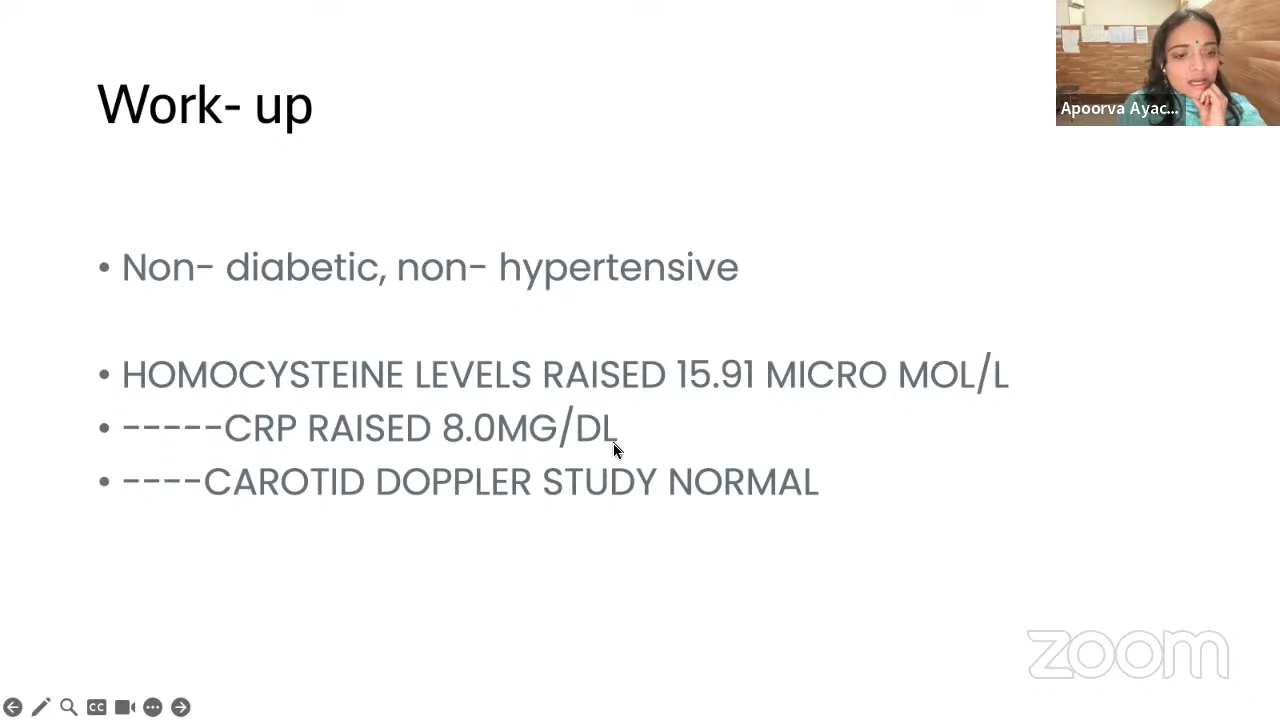 Work- up
Apoorva Ayac...
• Non- diabetic, non- hypertensive
• HOMOCYSTEINE LEVELS RAISED 15.91 MICRO MOL/L
• -----CRP RAISED 8.0MG/DL
• ----CAROTID DOPPLER STUDY NORMAL
zoom
CC